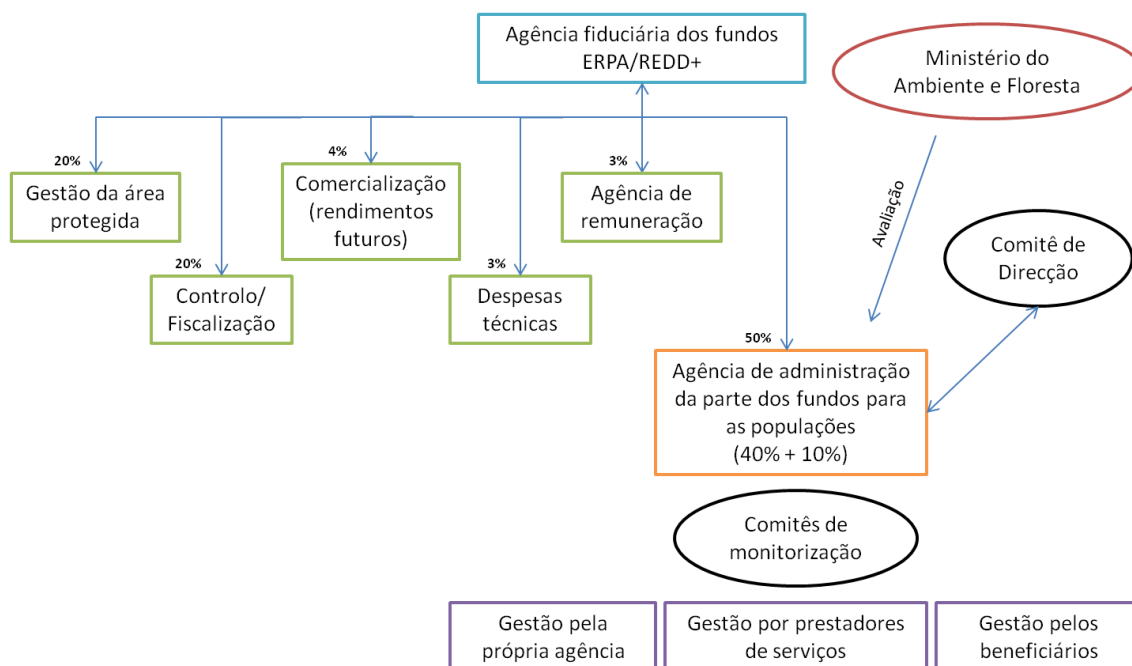 Agência fiduciária dos fundos
ERPA/REDD+
Ministério do
Ambiente e Floresta
20%
Gestão da área
protegida
4%
Comercialização
(rendimentos
futuros)
3%
Agência de
remuneração
20%
Controlo/
Fiscalização
3%
Despesas
técnicas
Avaliação
Comitê de
Direcção
50%
Agência de administração
da parte dos fundos para
as populações
(40% + 10%)
Comitês de
monitorização
Gestão pela
própria agência
Gestão por prestadores
de serviços
Gestão pelos
beneficiários